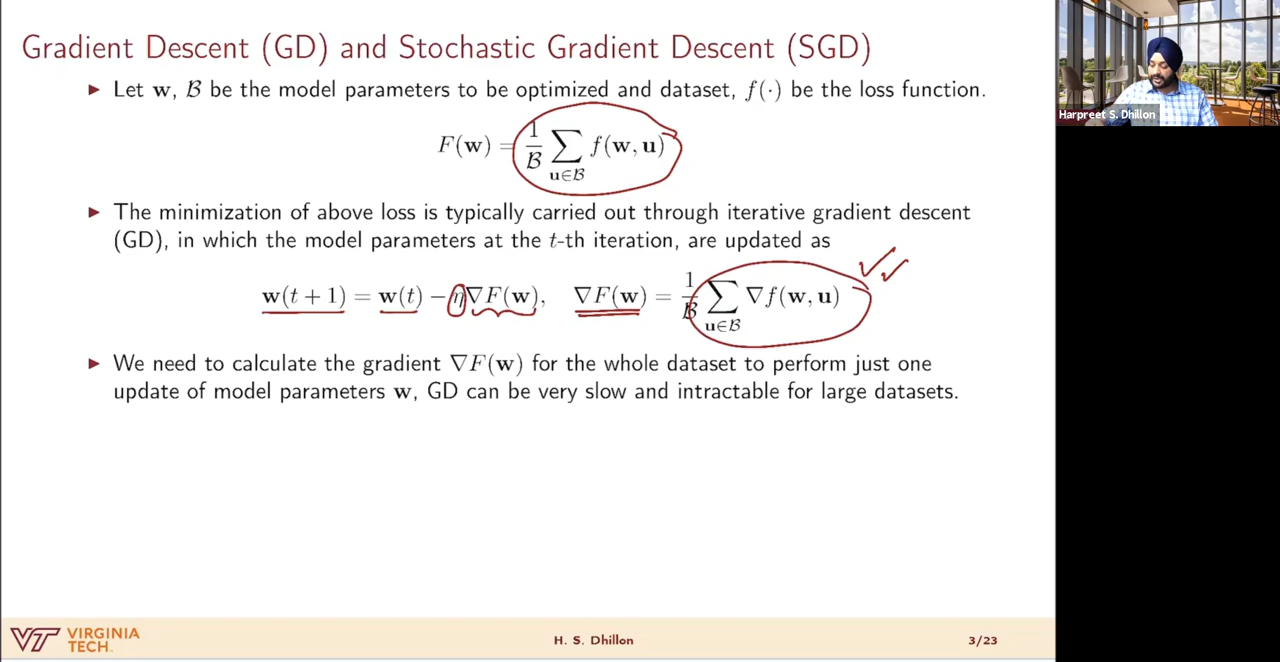 Gradient Descent (GD) and Stochastic Gradient Descent (SGD)
▶ Let w, ℬ be the model parameters to be optimized and dataset, f(·) be the loss function.
F(w) = 1/ℬ ∑_{u∈ℬ} f(w, u)
▶ The minimization of above loss is typically carried out through iterative gradient descent
(GD), in which the model parameters at the t-th iteration, are updated as
w(t + 1) = w(t) − η∇F(w), ∇F(w) = 1/ℬ ∑_{u∈ℬ} ∇f(w, u)
▶ We need to calculate the gradient ∇F(w) for the whole dataset to perform just one
update of model parameters w, GD can be very slow and intractable for large datasets.
Harpreet S. Dhillon
VT VIRGINIA
TECH.
H. S. Dhillon
3/23